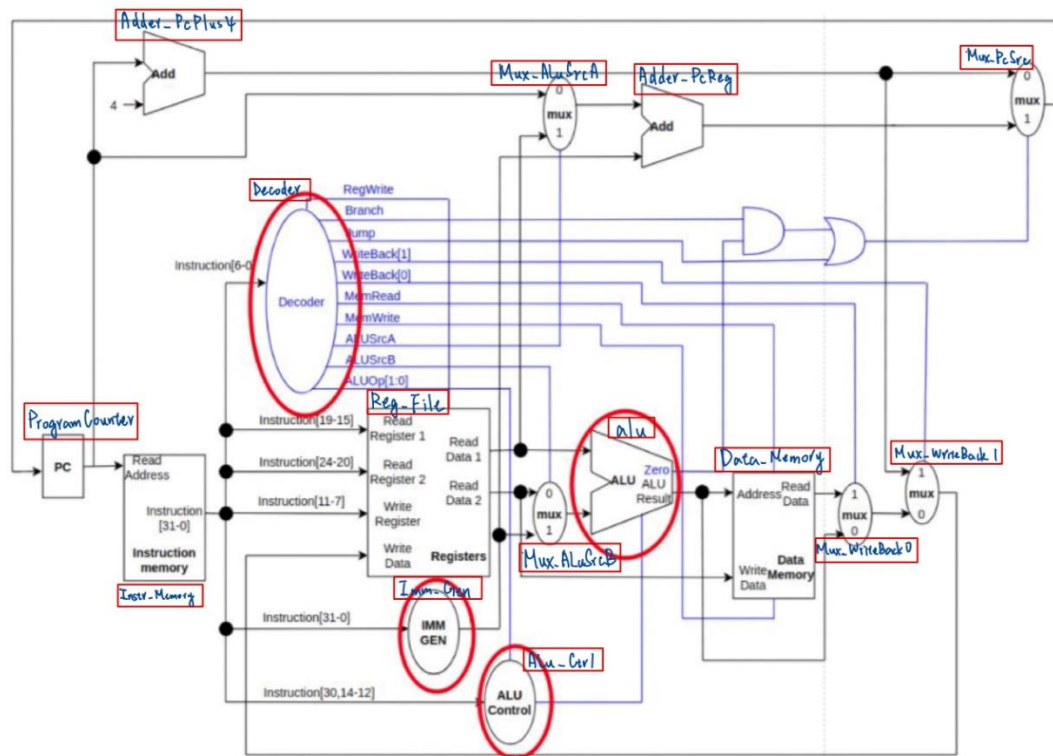 Adder_PcPlus4
Add
4
Mux_ALuSrcA
0
mux
1
Adder_PcReg
Add
Mux_PcSrc
0
mux
1
Decoder
RegWrite
Branch
Jump
WriteBack[1]
WriteBack[0]
MemRead
MemWrite
ALUSrcA
ALUSrcB
ALUOp[1:0]
Instruction[6-0
Decoder
ProgramCounter
PC
Read
Address
Instruction
[31-0]
Instruction
memory
Instr_Memory
Instruction[19-15]
Instruction[24-20]
Instruction[11-7]
Instruction[31-0]
Instruction[30,14-12]
Reg_File
Read
Register 1
Read
Register 2
Write
Register
Write
Data
Read
Data 1
Read
Data 2
Registers
0
mux
1
Mux_ALuSrcB
Imm_Gen
IMM
GEN
Alu_Ctrl
ALU
Control
alu
ALU
Zero
ALU
Result
Data_Memory
Address
Read
Data
Write
Data
Data
Memory
1
mux
0
Mux_WriteBack0
Mux_WriteBack1
1
mux
0